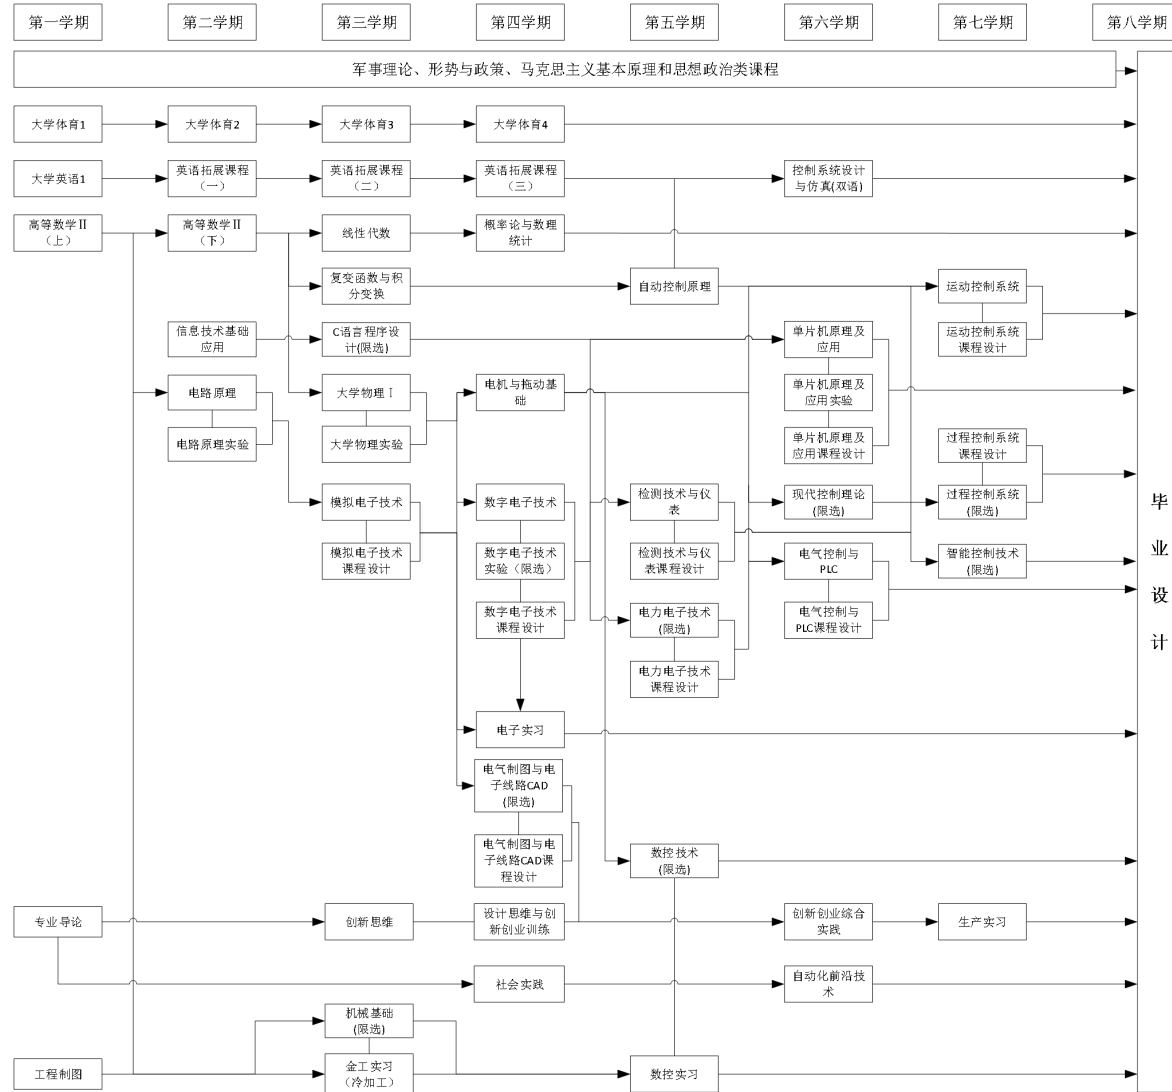 第一学期
第二学期
第三学期
第四学期
第五学期
第六学期
第七学期
第八学期
军事理论、形势与政策、马克思主义基本原理和思想政治类课程
大学体育1
大学体育2
大学体育3
大学体育4
大学英语1
英语拓展课程
（一）
英语拓展课程
（二）
英语拓展课程
（三）
控制系统设计
与仿真(双语)
高等数学Ⅱ
（上）
高等数学Ⅱ
（下）
线性代数
概率论与数理
统计
复变函数与积
分变换
自动控制原理
运动控制系统
信息技术基础
应用
C语言程序设
计(限选)
单片机原理及
应用
运动控制系统
课程设计
电路原理
大学物理Ⅰ
电机与拖动基
础
单片机原理及
应用实验
电路原理实验
大学物理实验
单片机原理及
应用课程设计
过程控制系统
课程设计
模拟电子技术
数字电子技术
检测技术与仪
表
现代控制理论
(限选)
过程控制系统
(限选)
模拟电子技术
课程设计
数字电子技术
实验（限选）
检测技术与仪
表课程设计
电气控制与
PLC
智能控制技术
(限选)
数字电子技术
课程设计
电力电子技术
(限选)
电气控制与
PLC课程设计
电力电子技术
课程设计
电子实习
电气制图与电
子线路CAD
(限选)
电气制图与电
子线路CAD课
程设计
数控技术
(限选)
专业导论
创新思维
设计思维与创
新创业训练
创新创业综合
实践
生产实习
社会实践
自动化前沿技
术
机械基础
(限选)
工程制图
金工实习
（冷加工）
数控实习
毕
业
设
计